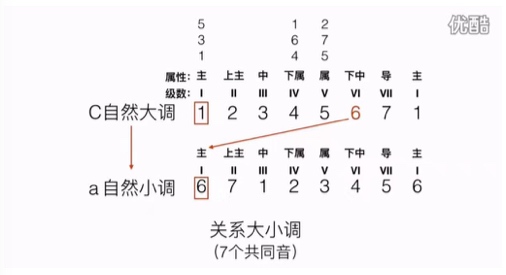 优酷
5 1 2
3 6 7
1 4 5
属性: 主 上主 中 下属 属 下中 导 主
级数: I II III IV V VI VII I
C自然大调 1 2 3 4 5 6 7 1
主 上主 中 下属 属 下中 导 主
I II III IV V VI VII I
a自然小调 6 7 1 2 3 4 5 6
关系大小调
(7个共同音)